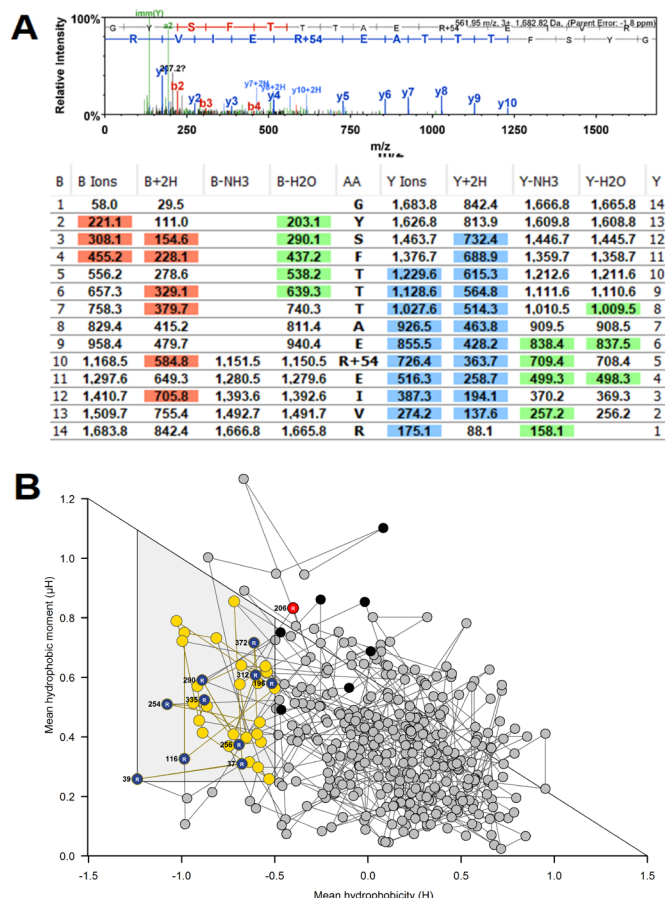 A
imm(Y)
a2
G Y S F T T T A E R+54 E I V R
561.95 m/z, 3+, 1,682.82 Da, (Parent Error: -1.8 ppm)
R V I E R+54 E A T T T F S Y G
Relative Intensity
100%
0%
y1
b2
y2
b3
y3
b4
y4
y7+2H
y10+2H
y5
y6
y7
y8
y9
y10
0 250 500 750 1000 1250 1500
m/z
B B Ions B+2H B-NH3 B-H2O AA Y Ions Y+2H Y-NH3 Y-H2O Y
1 58.0 29.5 G 1,683.8 842.4 1,666.8 1,665.8 14
2 221.1 111.0 203.1 Y 1,626.8 813.9 1,609.8 1,608.8 13
3 308.1 154.6 290.1 S 1,463.7 732.4 1,446.7 1,445.7 12
4 455.2 228.1 437.2 F 1,376.7 688.9 1,359.7 1,358.7 11
5 556.2 278.6 538.2 T 1,229.6 615.3 1,212.6 1,211.6 10
6 657.3 329.1 639.3 T 1,128.6 564.8 1,111.6 1,110.6 9
7 758.3 379.7 740.3 T 1,027.6 514.3 1,010.5 1,009.5 8
8 829.4 415.2 811.4 A 926.5 463.8 909.5 908.5 7
9 958.4 479.7 940.4 E 855.5 428.2 838.4 837.5 6
10 1,168.5 584.8 1,151.5 1,150.5 R+54 726.4 363.7 709.4 708.4 5
11 1,297.6 649.3 1,280.5 1,279.6 E 516.3 258.7 499.3 498.3 4
12 1,410.7 705.8 1,393.6 1,392.6 I 387.3 194.1 370.2 369.3 3
13 1,509.7 755.4 1,492.7 1,491.7 V 274.2 137.6 257.2 256.2 2
14 1,683.8 842.4 1,666.8 1,665.8 R 175.1 88.1 158.1 1
B
Mean hydrophobic moment (μH)
1.2
1.0
0.8
0.6
0.4
0.2
0.0
206 R
372 R
312 R
290 R
196 R
335 R
254 R
256 R
116 R
37 R
39 R
-1.5 -1.0 -0.5 0.0 0.5 1.0 1.5
Mean hydrophobicity (H)